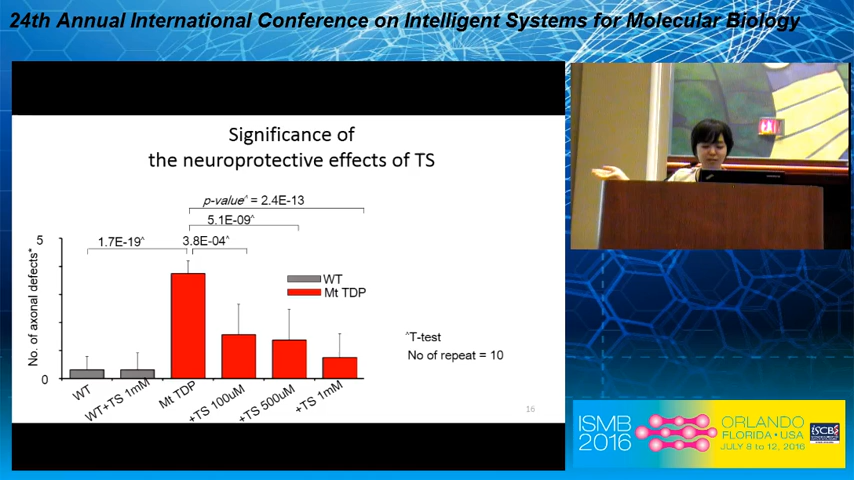 24th Annual International Conference on Intelligent Systems for Molecular Biology
Significance of
the neuroprotective effects of TS
p-value^ = 2.4E-13
5.1E-09^
1.7E-19^
3.8E-04^
5
No. of axonal defects*
0
WT
Mt TDP
^T-test
No of repeat = 10
WT
WT+TS 1mM
Mt TDP
+TS 100uM
+TS 500uM
+TS 1mM
16
ISMB
2016
ORLANDO
FLORIDA • USA
JULY 8 to 12, 2016
ISCB